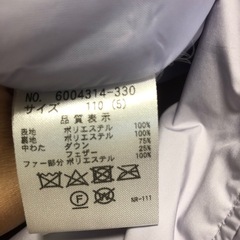 NO. 6004314-330
サイズ 110 (S)
品質表示
表地 ポリエステル 100%
裏地 ポリエステル 100%
中わた ダウン 75%
フェザー 25%
ファー部分 ポリエステル 100%
NR-111